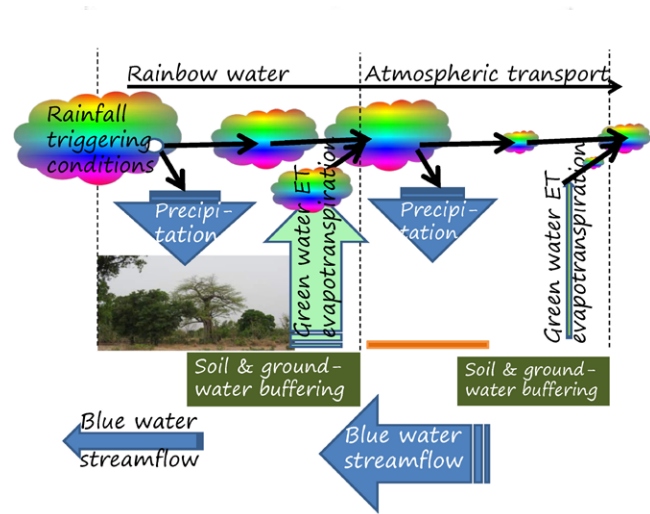 Rainbow water
Atmospheric transport
Rainfall
triggering
conditions
Precipi-
tation
Green water ET
evapotranspiration
Precipi-
tation
Green water ET
evapotranspiration
Soil & ground-
water buffering
Soil & ground-
water buffering
Blue water
streamflow
Blue water
streamflow